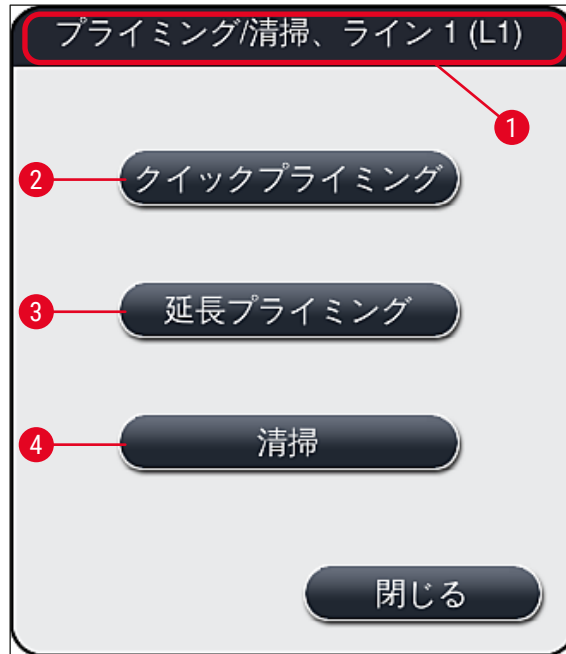 プライミング/清掃、ライン 1 (L1)
1
2 クイックプライミング
3 延長プライミング
4 清掃
閉じる